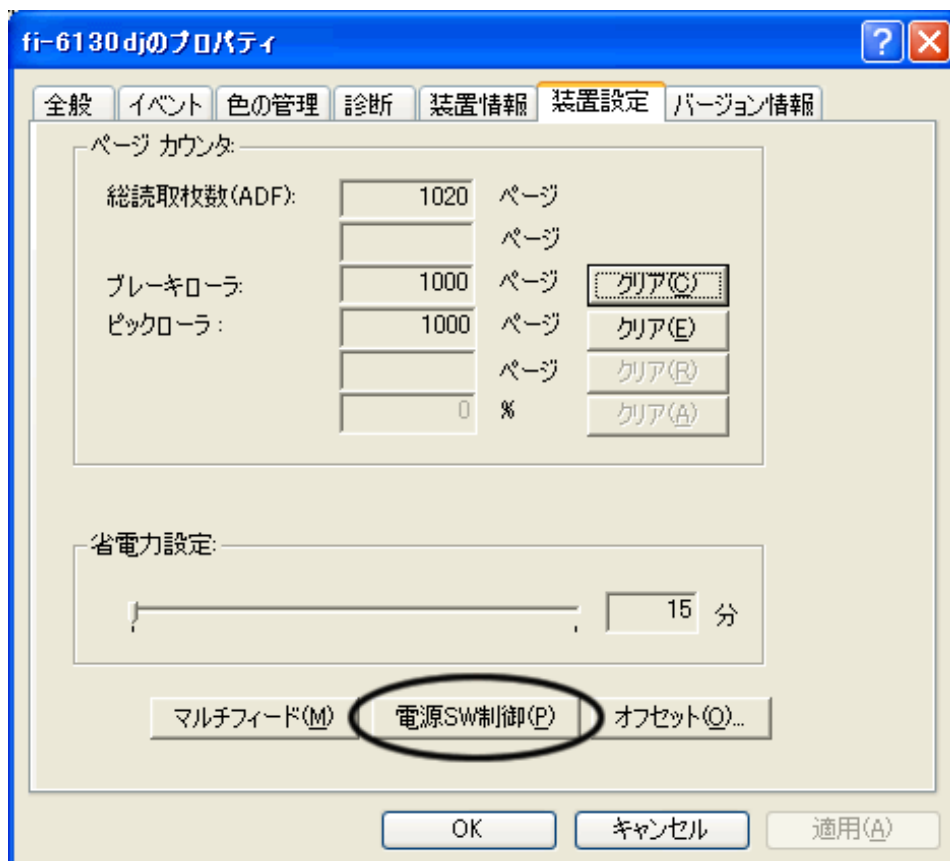 fi-6130djのプロパティ
全般 イベント 色の管理 診断 装置情報 装置設定 バージョン情報
ページ カウンタ:
総読取枚数(ADF): 1020 ページ
ページ
ブレーキローラ: 1000 ページ クリア(C)
ピックローラ : 1000 ページ クリア(E)
ページ クリア(R)
0 % クリア(A)
省電力設定:
15 分
マルチフィード(M) 電源SW制御(P) オフセット(O)...
OK キャンセル 適用(A)